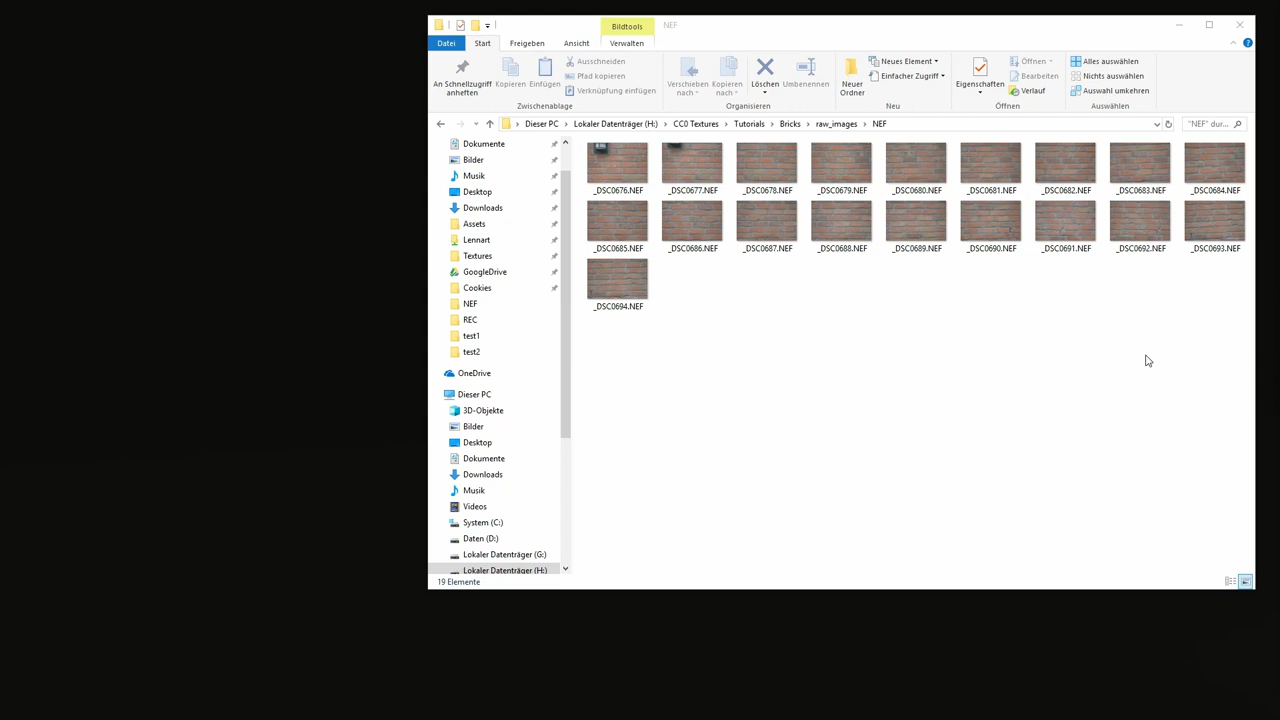 Bildtools
NEF
Datei
Start
Freigeben
Ansicht
Verwalten
An Schnellzugriff anheften
Kopieren
Einfügen
Ausschneiden
Pfad kopieren
Verknüpfung einfügen
Zwischenablage
Verschieben nach
Kopieren nach
Löschen
Umbenennen
Organisieren
Neuer Ordner
Neues Element
Einfacher Zugriff
Neu
Eigenschaften
Öffnen
Bearbeiten
Verlauf
Öffnen
Alles auswählen
Nichts auswählen
Auswahl umkehren
Auswählen
Dieser PC > Lokaler Datenträger (H:) > CC0 Textures > Tutorials > Bricks > raw_images > NEF
"NEF" dur...
Dokumente
Bilder
Musik
Desktop
Downloads
Assets
Lennart
Textures
GoogleDrive
Cookies
NEF
REC
test1
test2
OneDrive
Dieser PC
3D-Objekte
Bilder
Desktop
Dokumente
Downloads
Musik
Videos
System (C:)
Daten (D:)
Lokaler Datenträger (G:)
Lokaler Datenträger (H:)
_DSC0676.NEF _DSC0677.NEF _DSC0678.NEF _DSC0679.NEF _DSC0680.NEF _DSC0681.NEF _DSC0682.NEF _DSC0683.NEF _DSC0684.NEF
_DSC0685.NEF _DSC0686.NEF _DSC0687.NEF _DSC0688.NEF _DSC0689.NEF _DSC0690.NEF _DSC0691.NEF _DSC0692.NEF _DSC0693.NEF
_DSC0694.NEF
19 Elemente